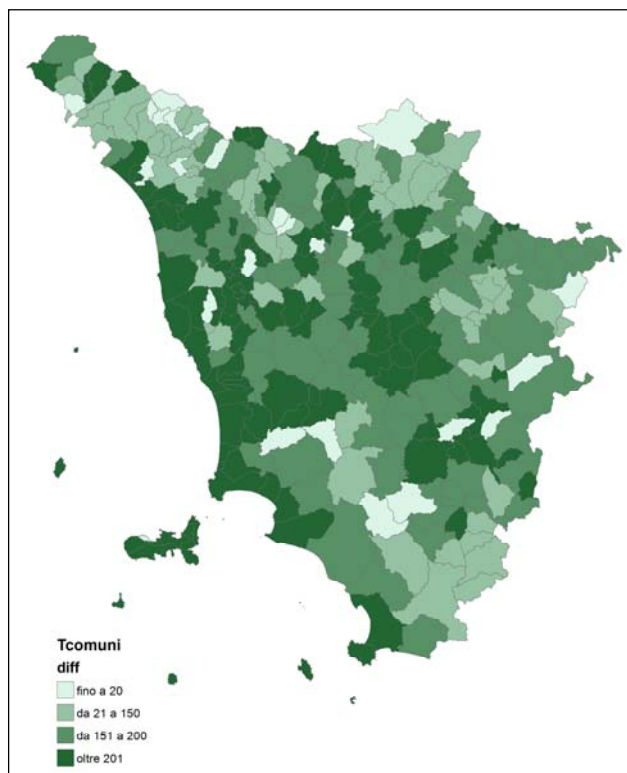 Tcomuni
diff
fino a 20
da 21 a 150
da 151 a 200
oltre 201